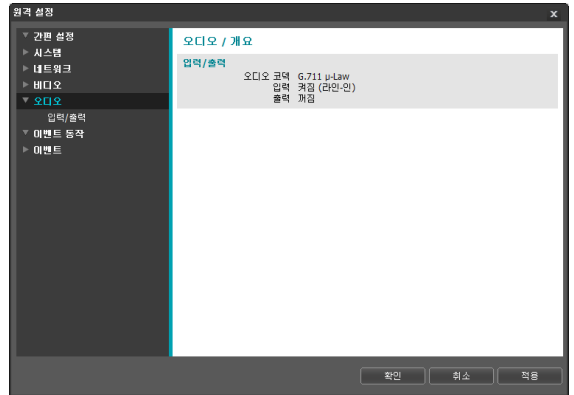 원격 설정
x
간편 설정
시스템
네트워크
비디오
오디오
입력/출력
이벤트 동작
이벤트
오디오 / 개요
입력/출력
오디오 코덱 G.711 μ-Law
입력 켜짐 (라인-인)
출력 꺼짐
확인 취소 적용